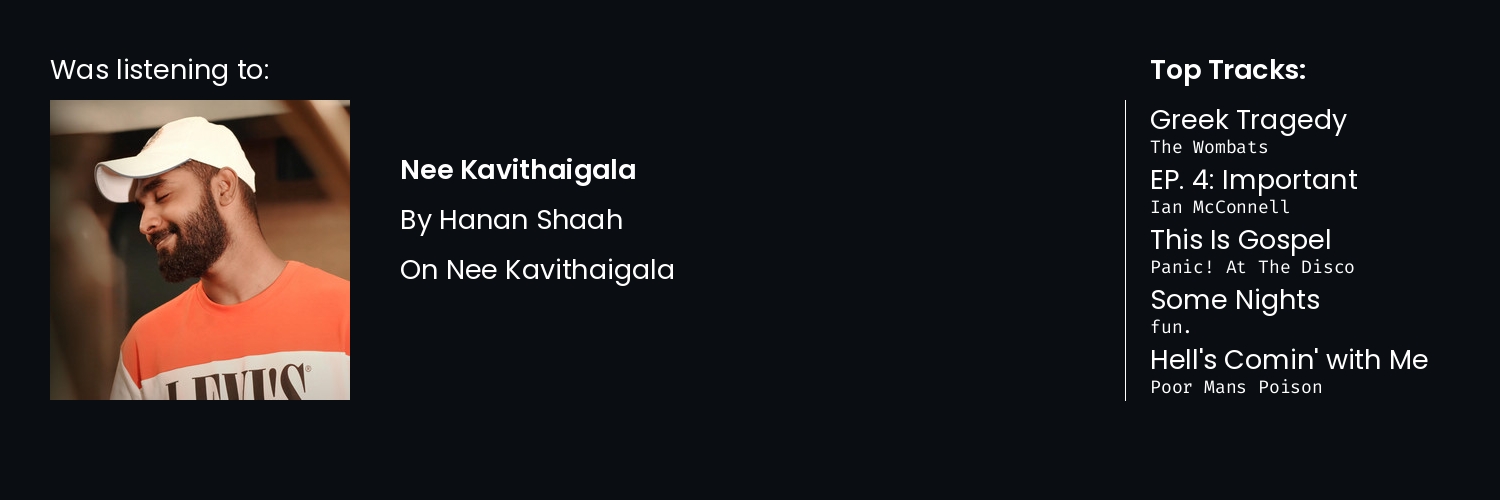 Was listening to:
Nee Kavithaigala
By Hanan Shaah
On Nee Kavithaigala
LEVI'S®
Top Tracks:
Greek Tragedy
The Wombats
EP. 4: Important
Ian McConnell
This Is Gospel
Panic! At The Disco
Some Nights
fun.
Hell's Comin' with Me
Poor Mans Poison